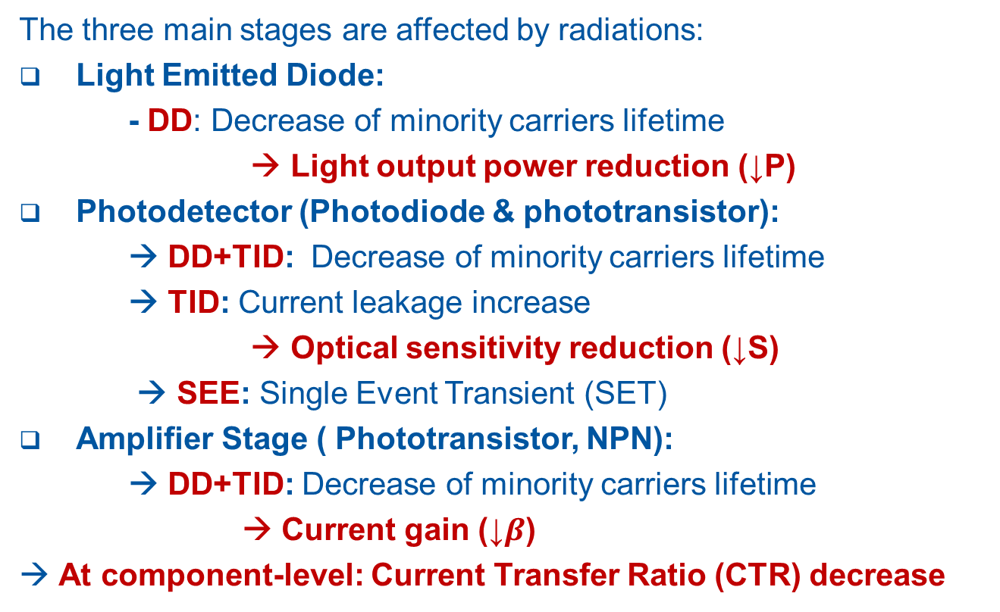 The three main stages are affected by radiations:
❑ Light Emitted Diode:
- DD: Decrease of minority carriers lifetime
→ Light output power reduction (↓P)
❑ Photodetector (Photodiode & phototransistor):
→ DD+TID: Decrease of minority carriers lifetime
→ TID: Current leakage increase
→ Optical sensitivity reduction (↓S)
→ SEE: Single Event Transient (SET)
❑ Amplifier Stage ( Phototransistor, NPN):
→ DD+TID: Decrease of minority carriers lifetime
→ Current gain (↓β)
→ At component-level: Current Transfer Ratio (CTR) decrease